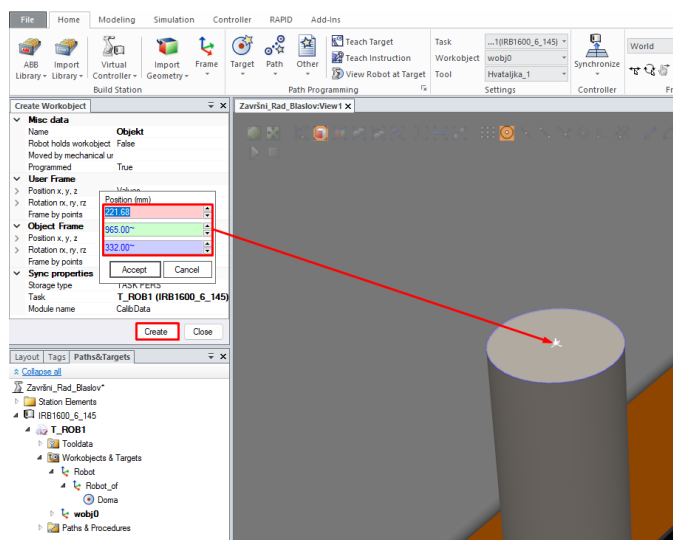 File Home Modeling Simulation Controller RAPID Add-Ins
ABB Library
Import Library
Virtual Controller
Import Geometry
Frame
Build Station
Target
Path
Other
Teach Target
Teach Instruction
View Robot at Target
Path Programming
Task ...1(IRB1600_6_145)
Workobject wobj0
Tool Hvataljka_1
Settings
Synchronize
Controller
World
Fr
Create Workobject
Misc data
Name Objekt
Robot holds workobject False
Moved by mechanical ur
Programmed True
User Frame
Position x, y, z Values
Rotation rx, ry, rz
Frame by points
Object Frame
Position x, y, z
Rotation rx, ry, rz
Frame by points
Sync properties
Storage type TASK PERS
Task T_ROB1 (IRB1600_6_145)
Module name CalibData
Position (mm)
221.68
965.00~
332.00~
Accept Cancel
Create Close
Završni_Rad_Blaslov:View1 X
Layout Tags Paths&Targets
Collapse all
Završni_Rad_Blaslov*
Station Elements
IRB1600_6_145
T_ROB1
Tooldata
Workobjects & Targets
Robot
Robot_of
Doma
wobj0
Paths & Procedures